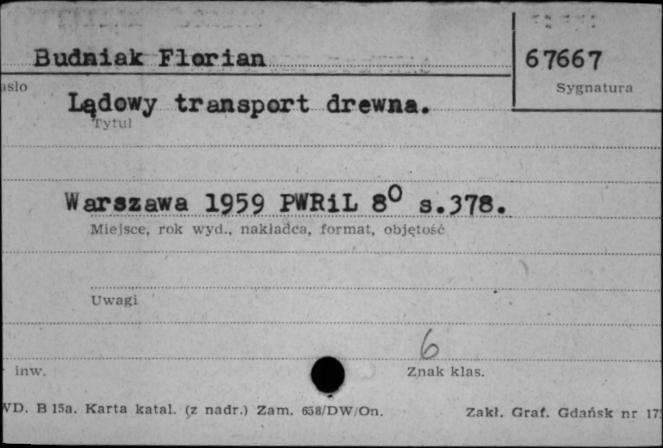 Budniak Florian
67667
Sygnatura
Lądowy transport drewna.
Tytuł
Warszawa 1959 PWRiL 8⁰ s.378.
Miejsce, rok wyd., nakładca, format, objętość
Uwagi
6
inw.
Znak klas.
B 15a. Karta katal. (z nadr.) Zam. 658/DW/On.
Zakł. Graf. Gdańsk nr